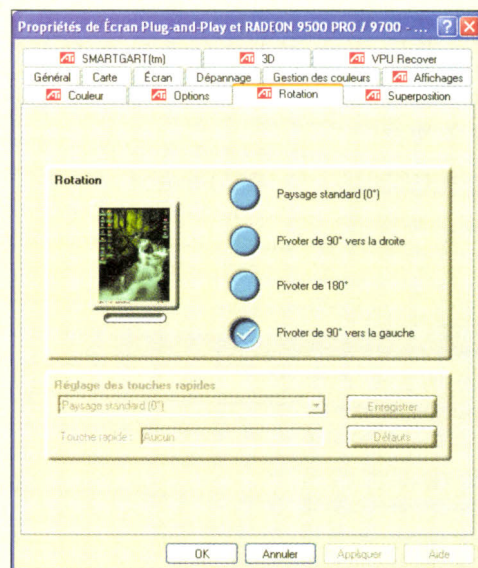 Propriétés de Écran Plug-and-Play et RADEON 9500 PRO / 9700 - ...
SMARTGART(tm) 3D VPU Recover
Général Carte Écran Dépannage Gestion des couleurs Affichages
Couleur Options Rotation Superposition
Rotation
Paysage standard (0°)
Pivoter de 90° vers la droite
Pivoter de 180°
Pivoter de 90° vers la gauche
Réglage des touches rapides
Paysage standard (0°) Enregistrer
Touche rapide : Aucun Défauts
OK Annuler Appliquer Aide